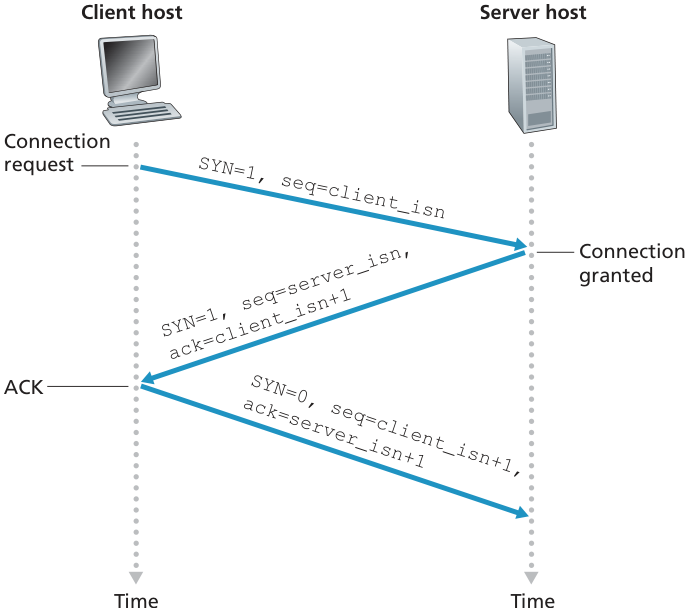 Client host
Server host
Connection
request
SYN=1, seq=client_isn
Connection
granted
SYN=1, seq=server_isn,
ack=client_isn+1
ACK
SYN=0, seq=client_isn+1,
ack=server_isn+1
Time
Time